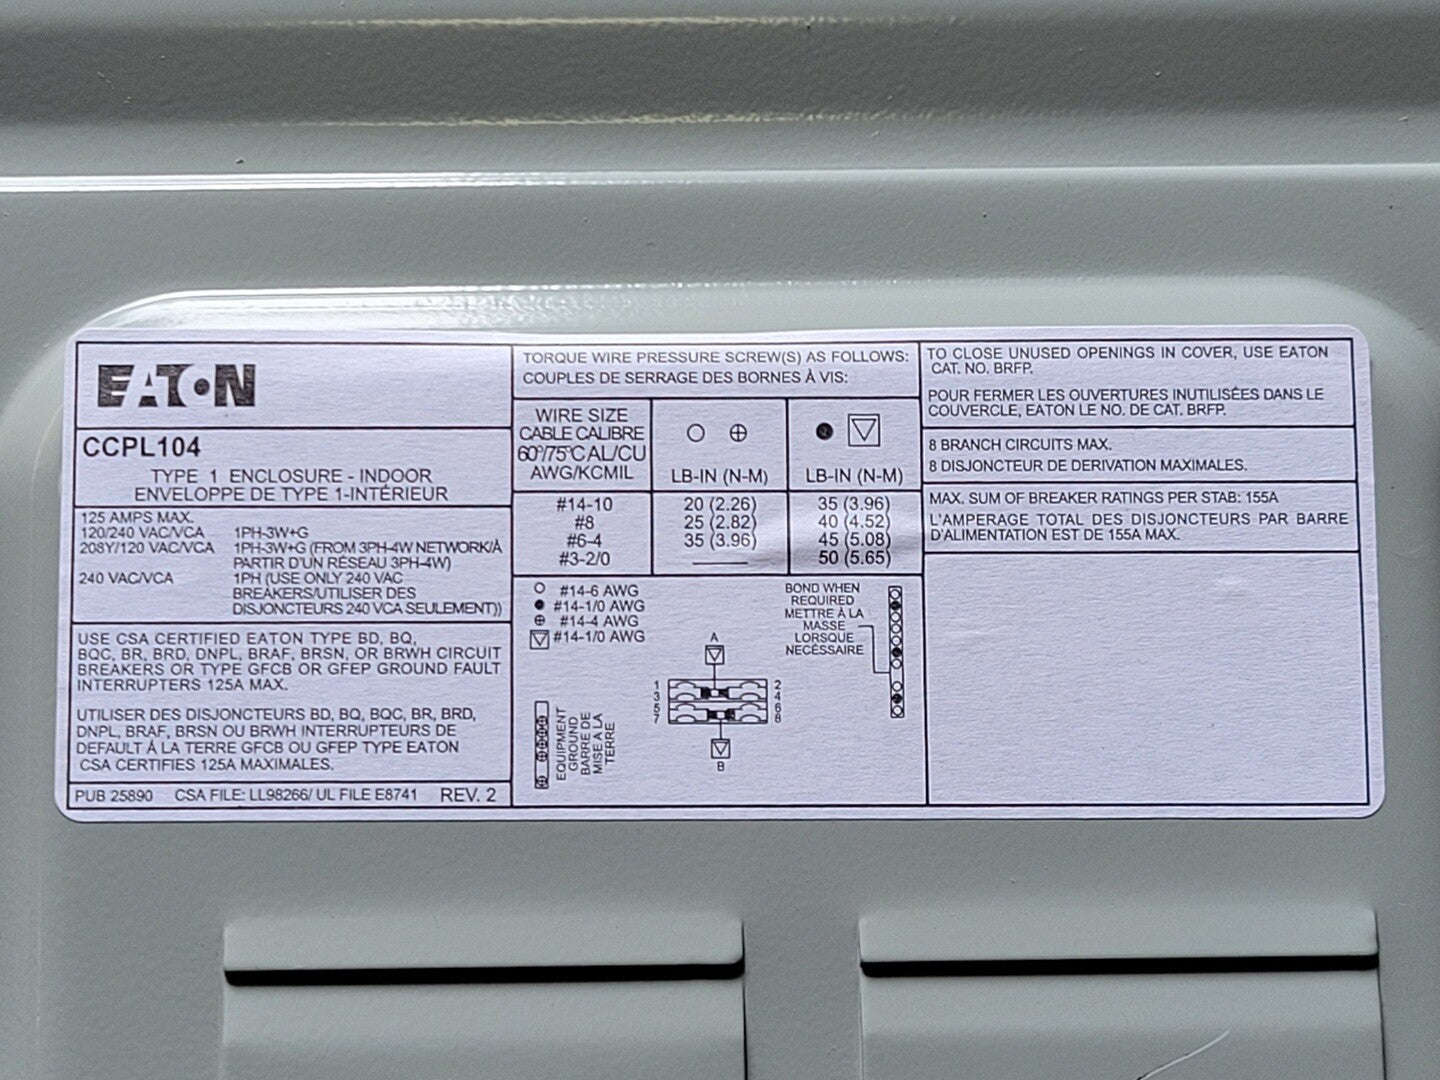 EATON
CCPL104
TYPE 1 ENCLOSURE - INDOOR
ENVELOPPE DE TYPE 1-INTÉRIEUR
125 AMPS MAX.
120/240 VAC/VCA 1PH-3W+G
208Y/120 VAC/VCA 1PH-3W+G (FROM 3PH-4W NETWORK/À
PARTIR D'UN RÉSEAU 3PH-4W)
240 VAC/VCA 1PH (USE ONLY 240 VAC
BREAKERS/UTILISER DES
DISJONCTEURS 240 VCA SEULEMENT))
USE CSA CERTIFIED EATON TYPE BD, BQ,
BQC, BR, BRD, DNPL, BRAF, BRSN, OR BRWH CIRCUIT
BREAKERS OR TYPE GFCB OR GFEP GROUND FAULT
INTERRUPTERS 125A MAX.
UTILISER DES DISJONCTEURS BD, BQ, BQC, BR, BRD,
DNPL, BRAF, BRSN OU BRWH INTERRUPTEURS DE
DEFAULT À LA TERRE GFCB OU GFEP TYPE EATON
CSA CERTIFIES 125A MAXIMALES.
PUB 25890 CSA FILE: LL98266/ UL FILE E8741 REV. 2
TORQUE WIRE PRESSURE SCREW(S) AS FOLLOWS:
COUPLES DE SERRAGE DES BORNES À VIS:
WIRE SIZE
CABLE CALIBRE
60°/75°C AL/CU
AWG/KCMIL
LB-IN (N-M) LB-IN (N-M)
#14-10 20 (2.26) 35 (3.96)
#8 25 (2.82) 40 (4.52)
#6-4 35 (3.96) 45 (5.08)
#3-2/0 50 (5.65)
#14-6 AWG
#14-1/0 AWG
#14-4 AWG
#14-1/0 AWG
BOND WHEN
REQUIRED
METTRE À LA
MASSE
LORSQUE
NECÉSSAIRE
A
1 2
3 4
5 6
7 8
B
EQUIPMENT
GROUND
BARRE DE
MISE A LA
TERRE
TO CLOSE UNUSED OPENINGS IN COVER, USE EATON
CAT. NO. BRFP.
POUR FERMER LES OUVERTURES INUTILISÉES DANS LE
COUVERCLE, EATON LE NO. DE CAT. BRFP.
8 BRANCH CIRCUITS MAX.
8 DISJONCTEUR DE DERIVATION MAXIMALES.
MAX. SUM OF BREAKER RATINGS PER STAB: 155A
L'AMPERAGE TOTAL DES DISJONCTEURS PAR BARRE
D'ALIMENTATION EST DE 155A MAX.